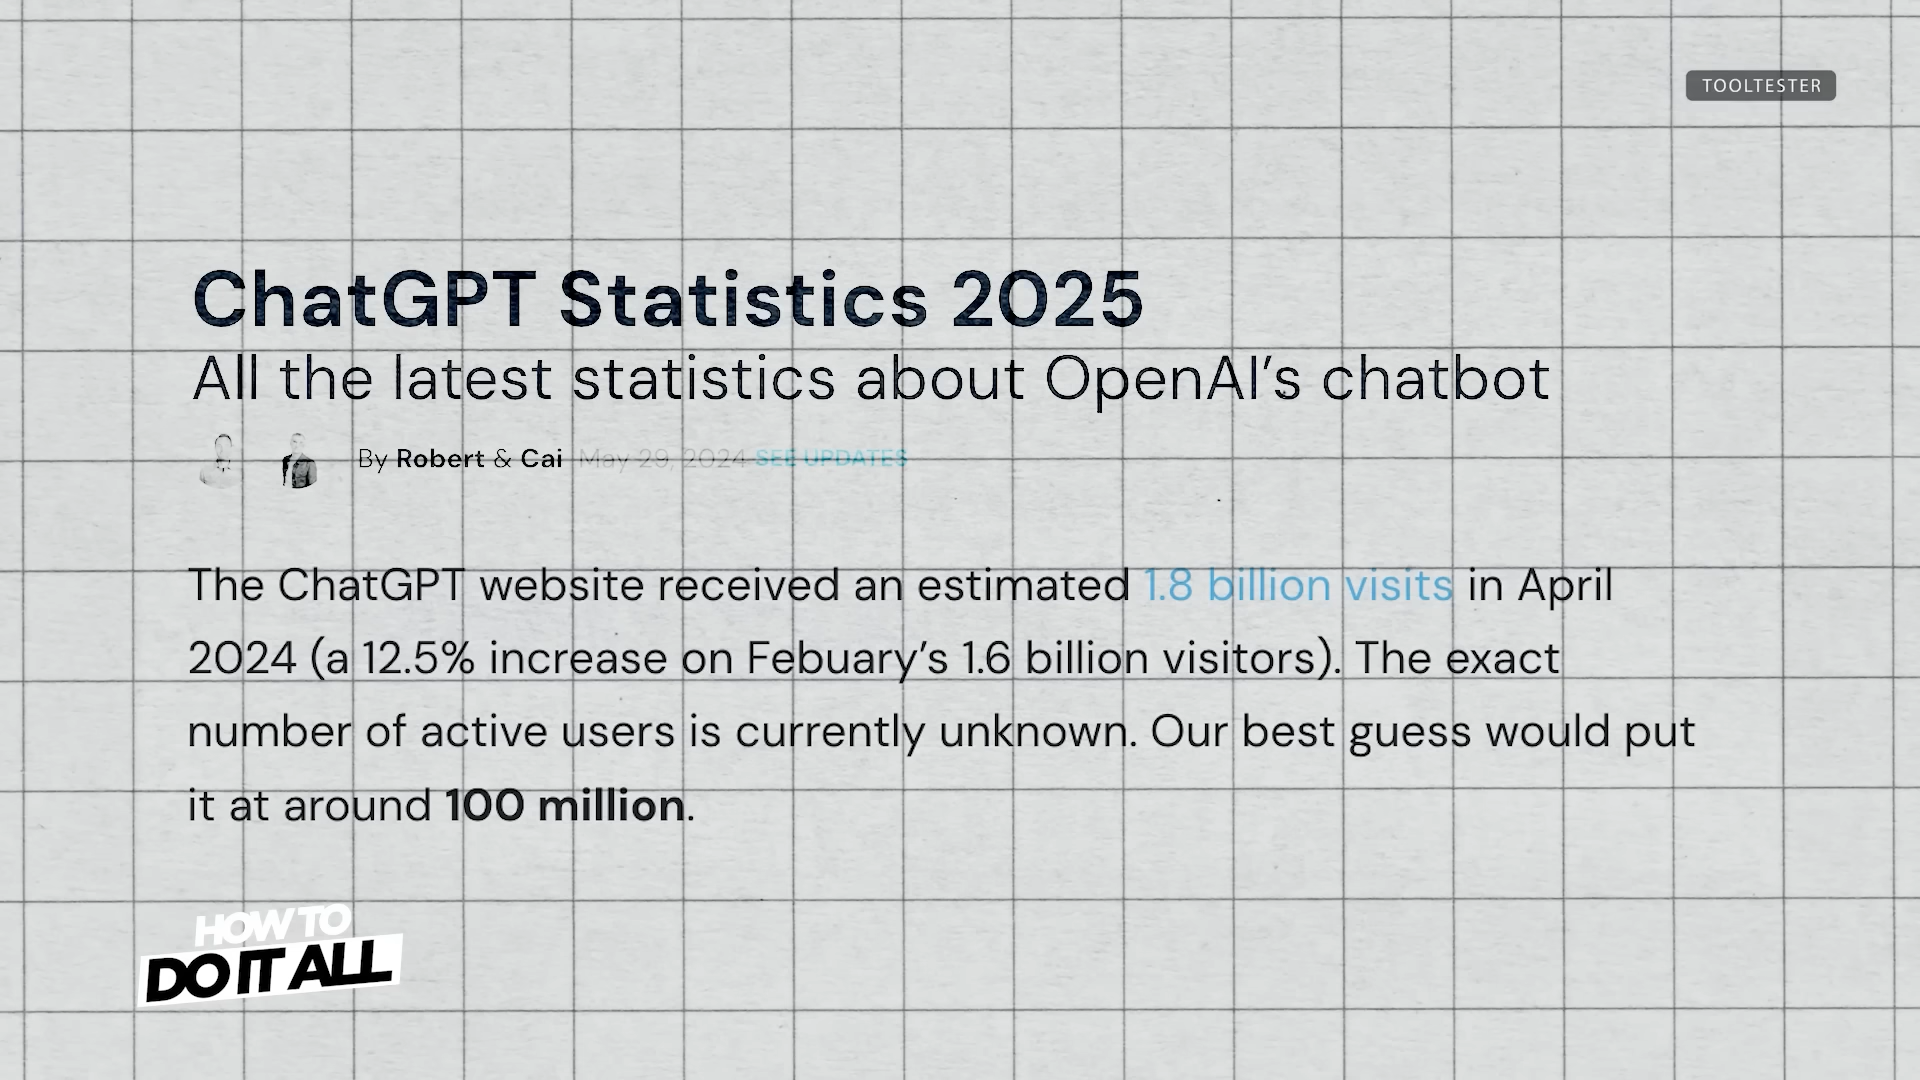 TOOLTESTER
ChatGPT Statistics 2025
All the latest statistics about OpenAI’s chatbot
By Robert & Cai May 29, 2024 SEE UPDATES
The ChatGPT website received an estimated 1.8 billion visits in April
2024 (a 12.5% increase on Febuary’s 1.6 billion visitors). The exact
number of active users is currently unknown. Our best guess would put
it at around 100 million.
HOW TO
DO IT ALL